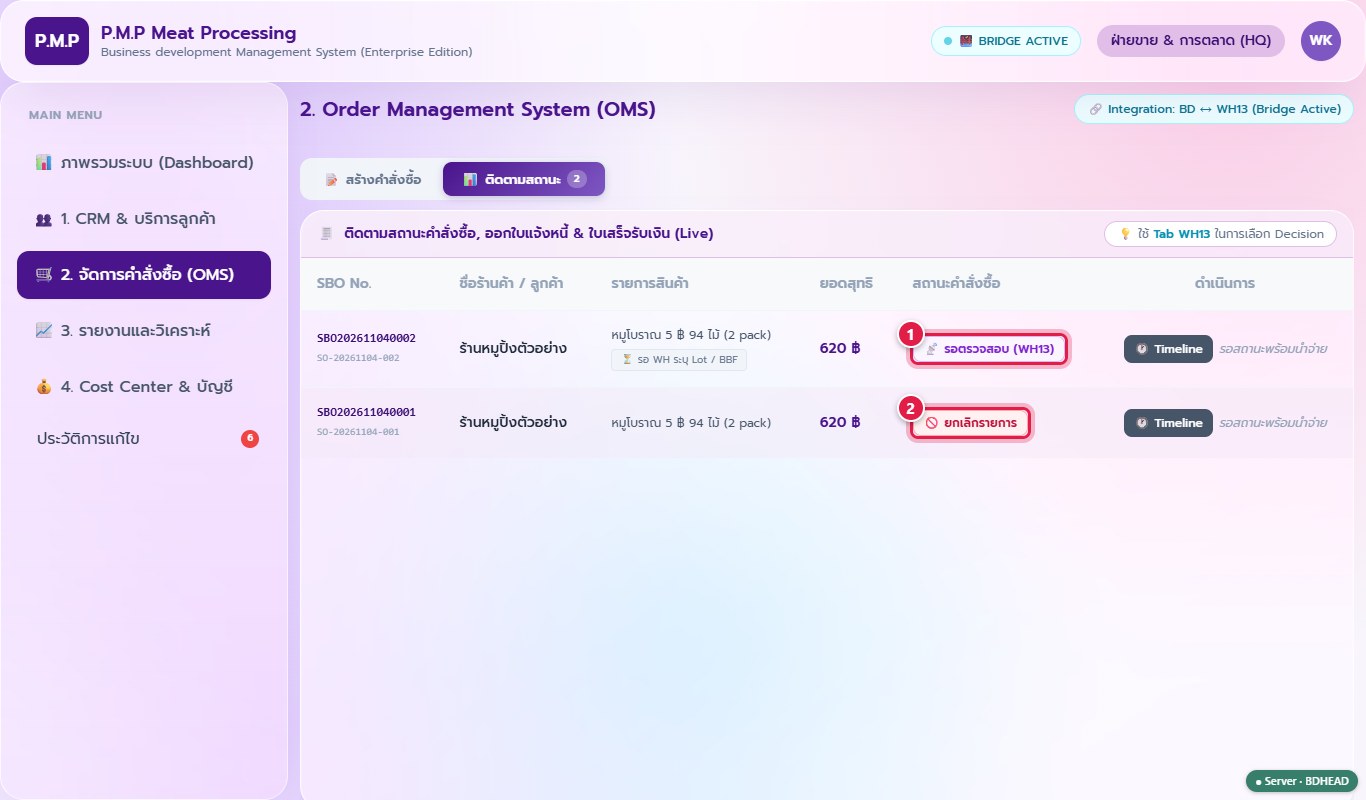 P.M.P
P.M.P Meat Processing
Business development Management System (Enterprise Edition)
BRIDGE ACTIVE
ฝ่ายขาย & การตลาด (HQ)
WK
MAIN MENU
ภาพรวมระบบ (Dashboard)
1. CRM & บริการลูกค้า
2. จัดการคำสั่งซื้อ (OMS)
3. รายงานและวิเคราะห์
4. Cost Center & บัญชี
ประวัติการแก้ไข 6
2. Order Management System (OMS)
Integration: BD ↔ WH13 (Bridge Active)
สร้างคำสั่งซื้อ
ติดตามสถานะ 2
ติดตามสถานะคำสั่งซื้อ, ออกใบแจ้งหนี้ & ใบเสร็จรับเงิน (Live)
ใช้ Tab WH13 ในการเลือก Decision
SBO No. ชื่อร้านค้า / ลูกค้า รายการสินค้า ยอดสุทธิ สถานะคำสั่งซื้อ ดำเนินการ
SBO202611040002
SO-20261104-002
ร้านหมูปิ้งตัวอย่าง
หมูโบราณ 5 ฿ 94 ไม้ (2 pack)
รอ WH ระบุ Lot / BBF
620 ฿
1
รอตรวจสอบ (WH13)
Timeline
รอสถานะพร้อมนำจ่าย
SBO202611040001
SO-20261104-001
ร้านหมูปิ้งตัวอย่าง
หมูโบราณ 5 ฿ 94 ไม้ (2 pack)
620 ฿
2
ยกเลิกรายการ
Timeline
รอสถานะพร้อมนำจ่าย
Server · BDHEAD